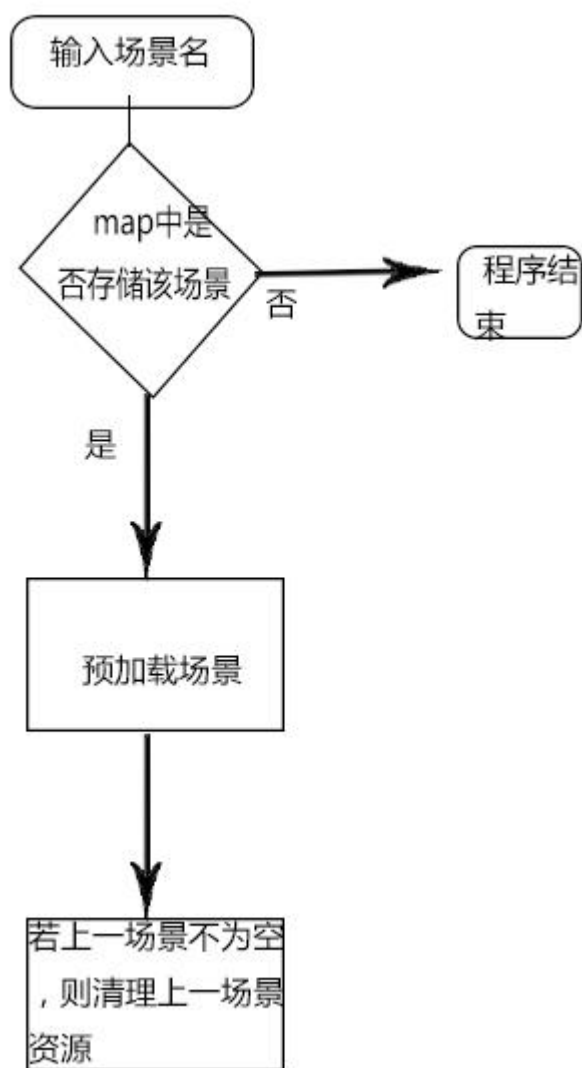 输入场景名
map中是
否存储该场景
否
程序结
束
是
预加载场景
若上一场景不为空
，则清理上一场景
资源